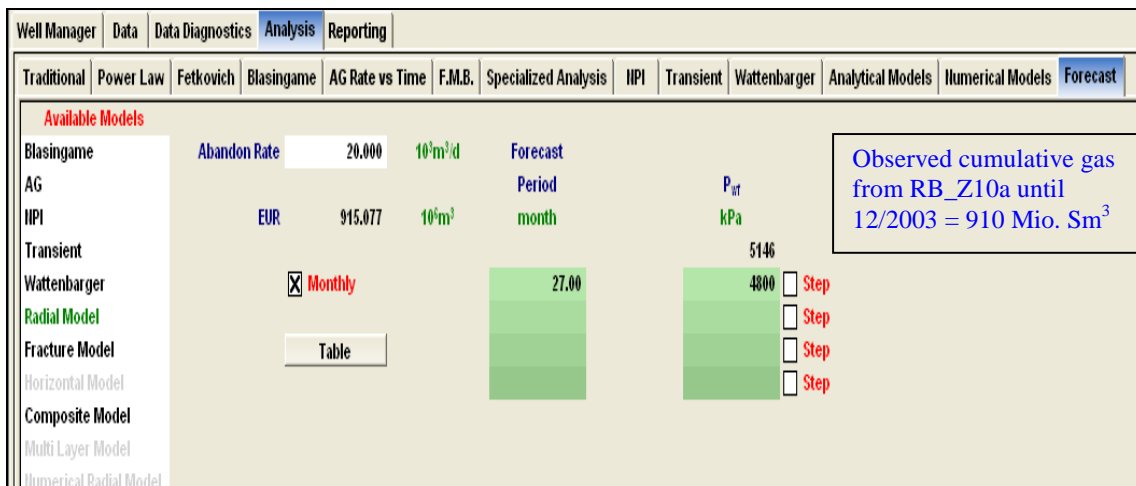 Well Manager Data Data Diagnostics Analysis Reporting
Traditional Power Law Fetkovich Blasingame AG Rate vs Time F.M.B. Specialized Analysis NPI Transient Wattenbarger Analytical Models Numerical Models Forecast
Available Models
Blasingame Abandon Rate 20.000 10³m³/d Forecast
AG Period Pwf
NPI EUR 915.077 10⁶m³ month kPa
Transient 5146
Wattenbarger X Monthly 27.00 4800 Step
Radial Model Step
Fracture Model Table Step
Horizontal Model Step
Composite Model
Multi Layer Model
Numerical Radial Model
Observed cumulative gas
from RB_Z10a until
12/2003 = 910 Mio. Sm³